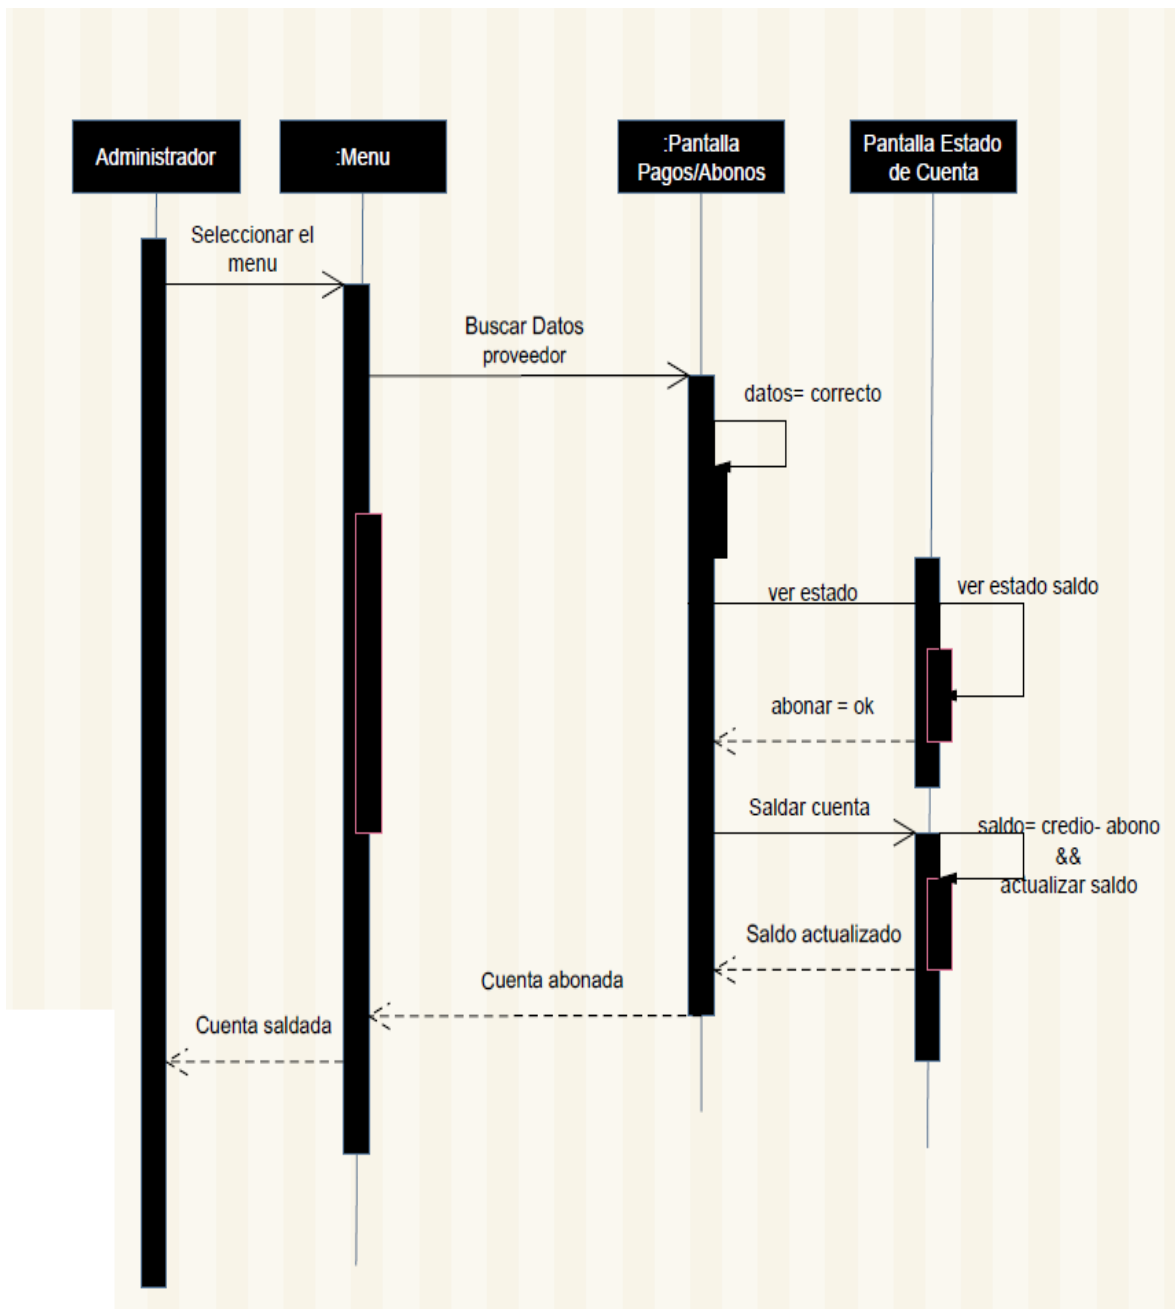 Administrador
:Menu
:Pantalla
Pagos/Abonos
Pantalla Estado
de Cuenta
Seleccionar el
menu
Buscar Datos
proveedor
datos= correcto
ver estado
ver estado saldo
abonar = ok
Saldar cuenta
saldo= credio- abono
&&
actualizar saldo
Saldo actualizado
Cuenta abonada
Cuenta saldada